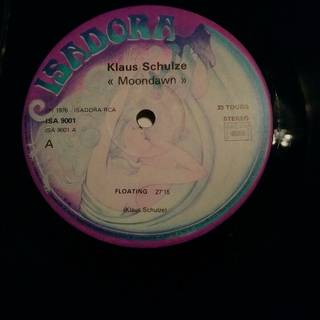 ISADORA
Klaus Schulze
« Moondawn »
℗ 1976 · ISADORA-RCA
ISA 9001
ISA 9001 A
A
33 TOURS
STEREO
FLOATING 27'15
(Klaus Schulze)